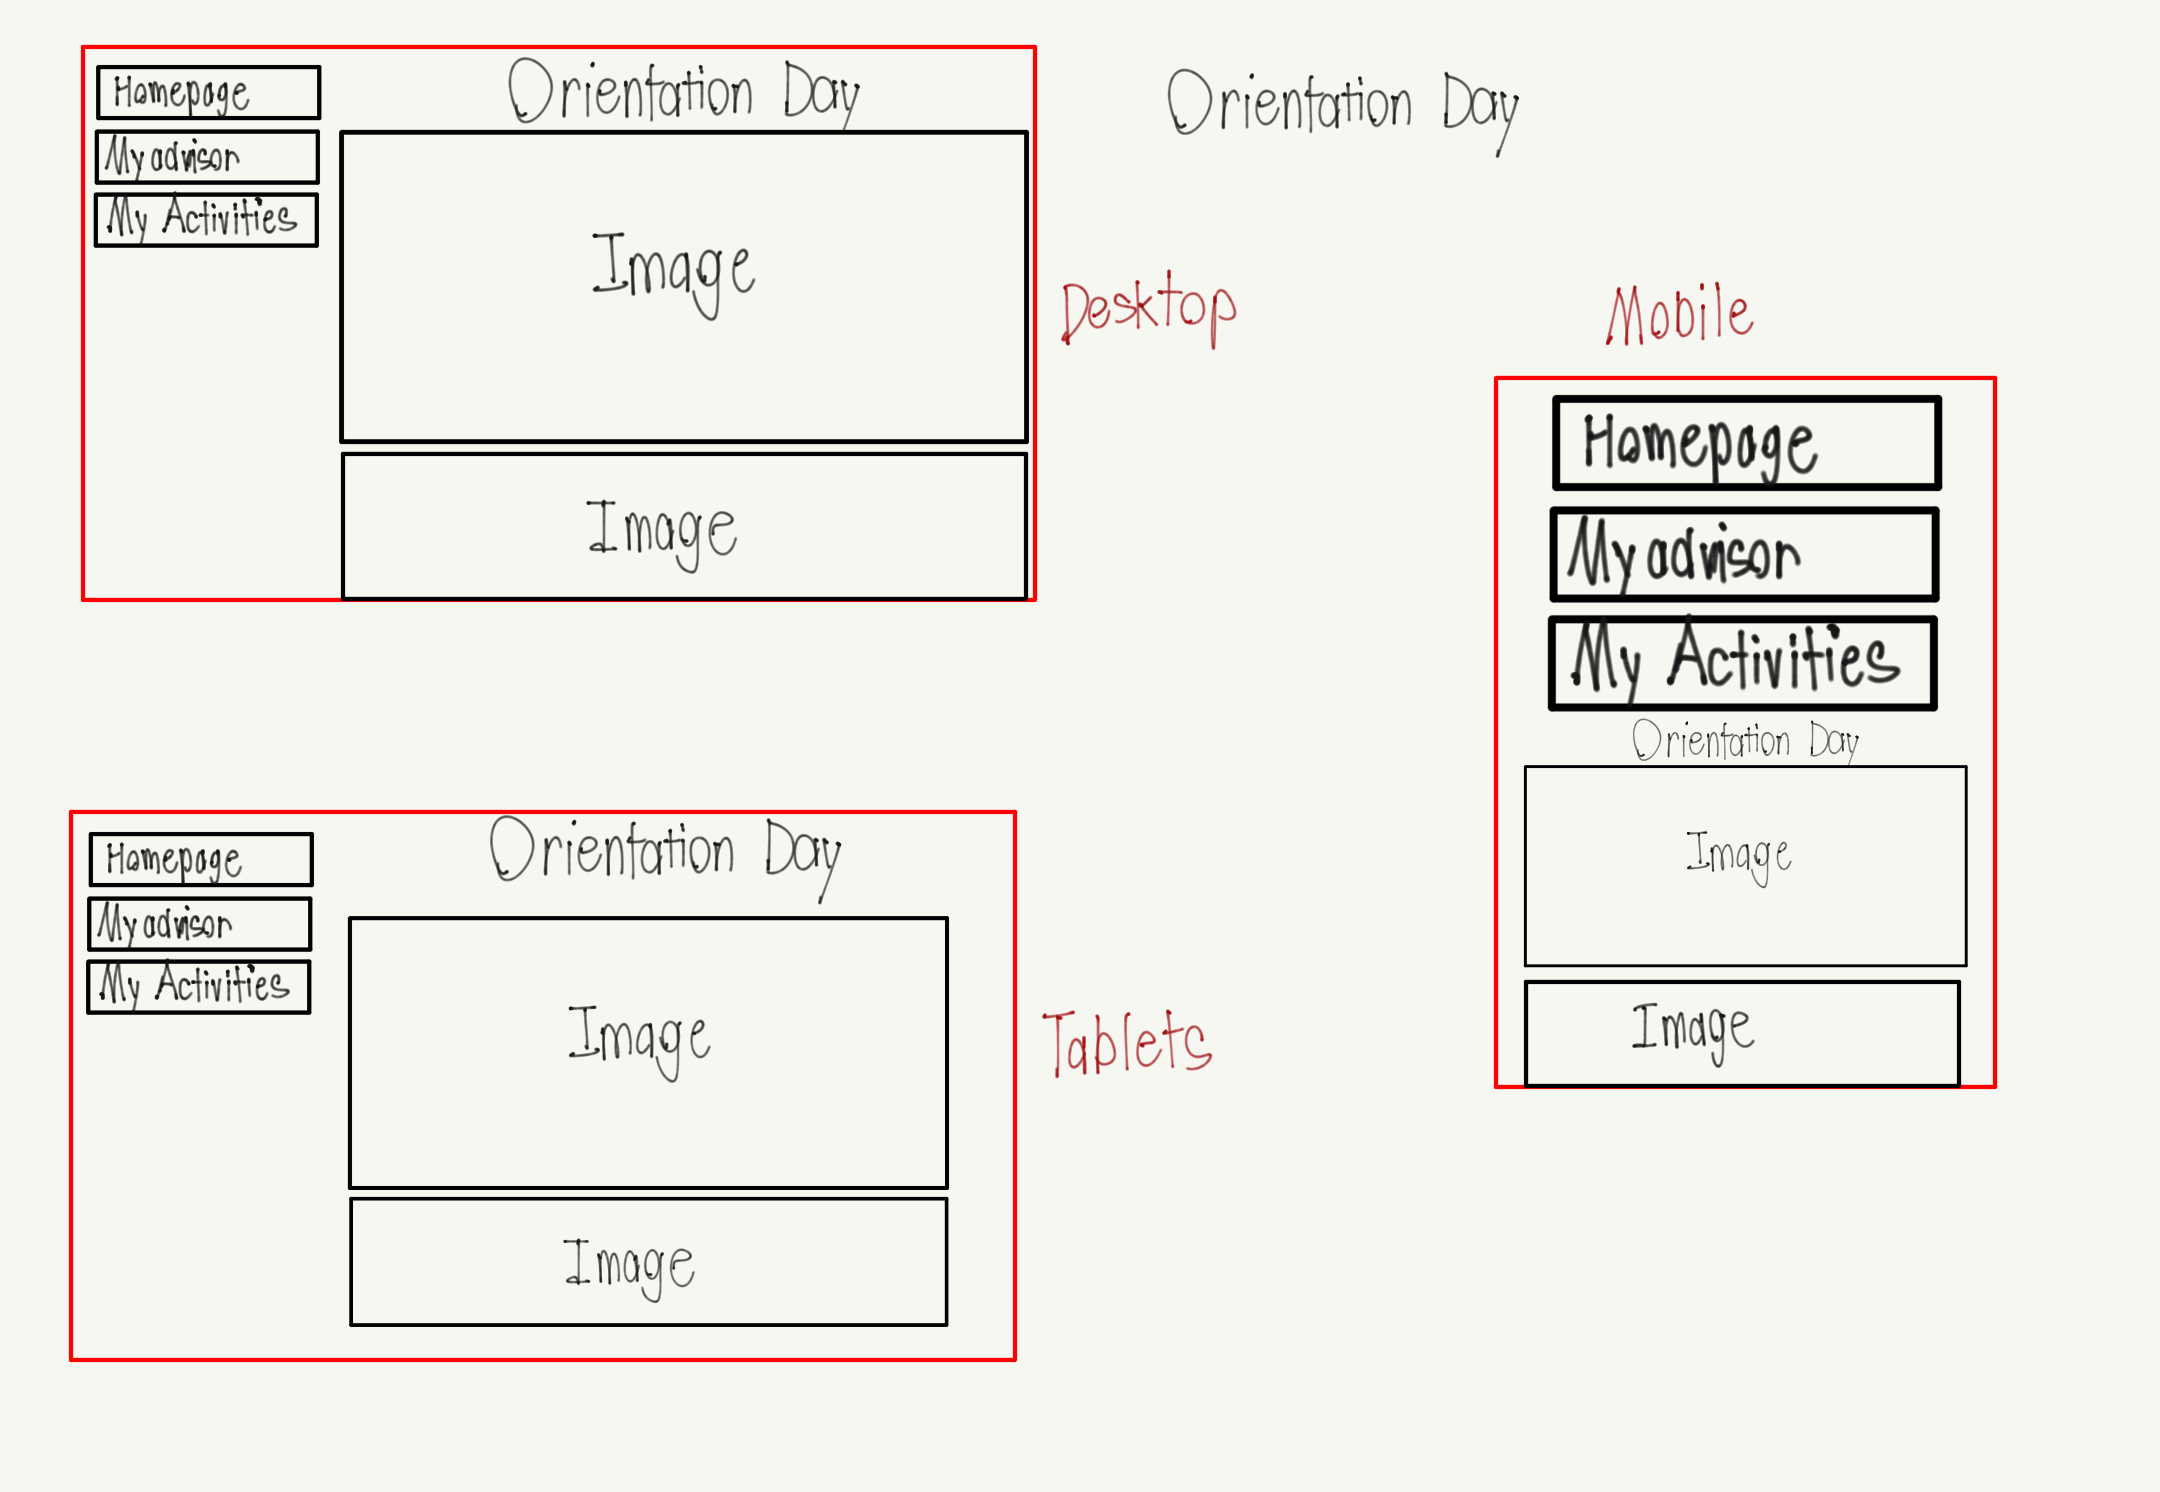 Homepage
My advisor
My Activities
Orientation Day
Image
Image
Desktop
Orientation Day
Mobile
Homepage
My advisor
My Activities
Orientation Day
Image
Image
Homepage
My advisor
My Activities
Orientation Day
Image
Image
Tablets